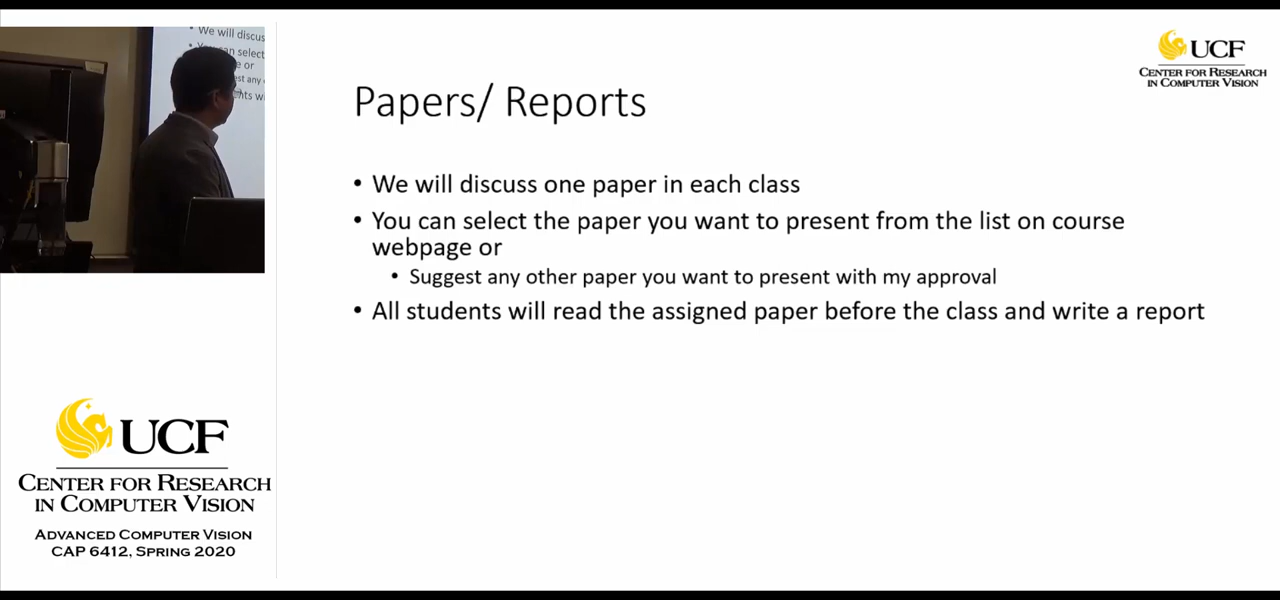 We will discus
Papers/ Reports
• We will discuss one paper in each class
• You can select the paper you want to present from the list on course
webpage or
• Suggest any other paper you want to present with my approval
• All students will read the assigned paper before the class and write a report
UCF
CENTER FOR RESEARCH
IN COMPUTER VISION
UCF
CENTER FOR RESEARCH
IN COMPUTER VISION
ADVANCED COMPUTER VISION
CAP 6412, SPRING 2020